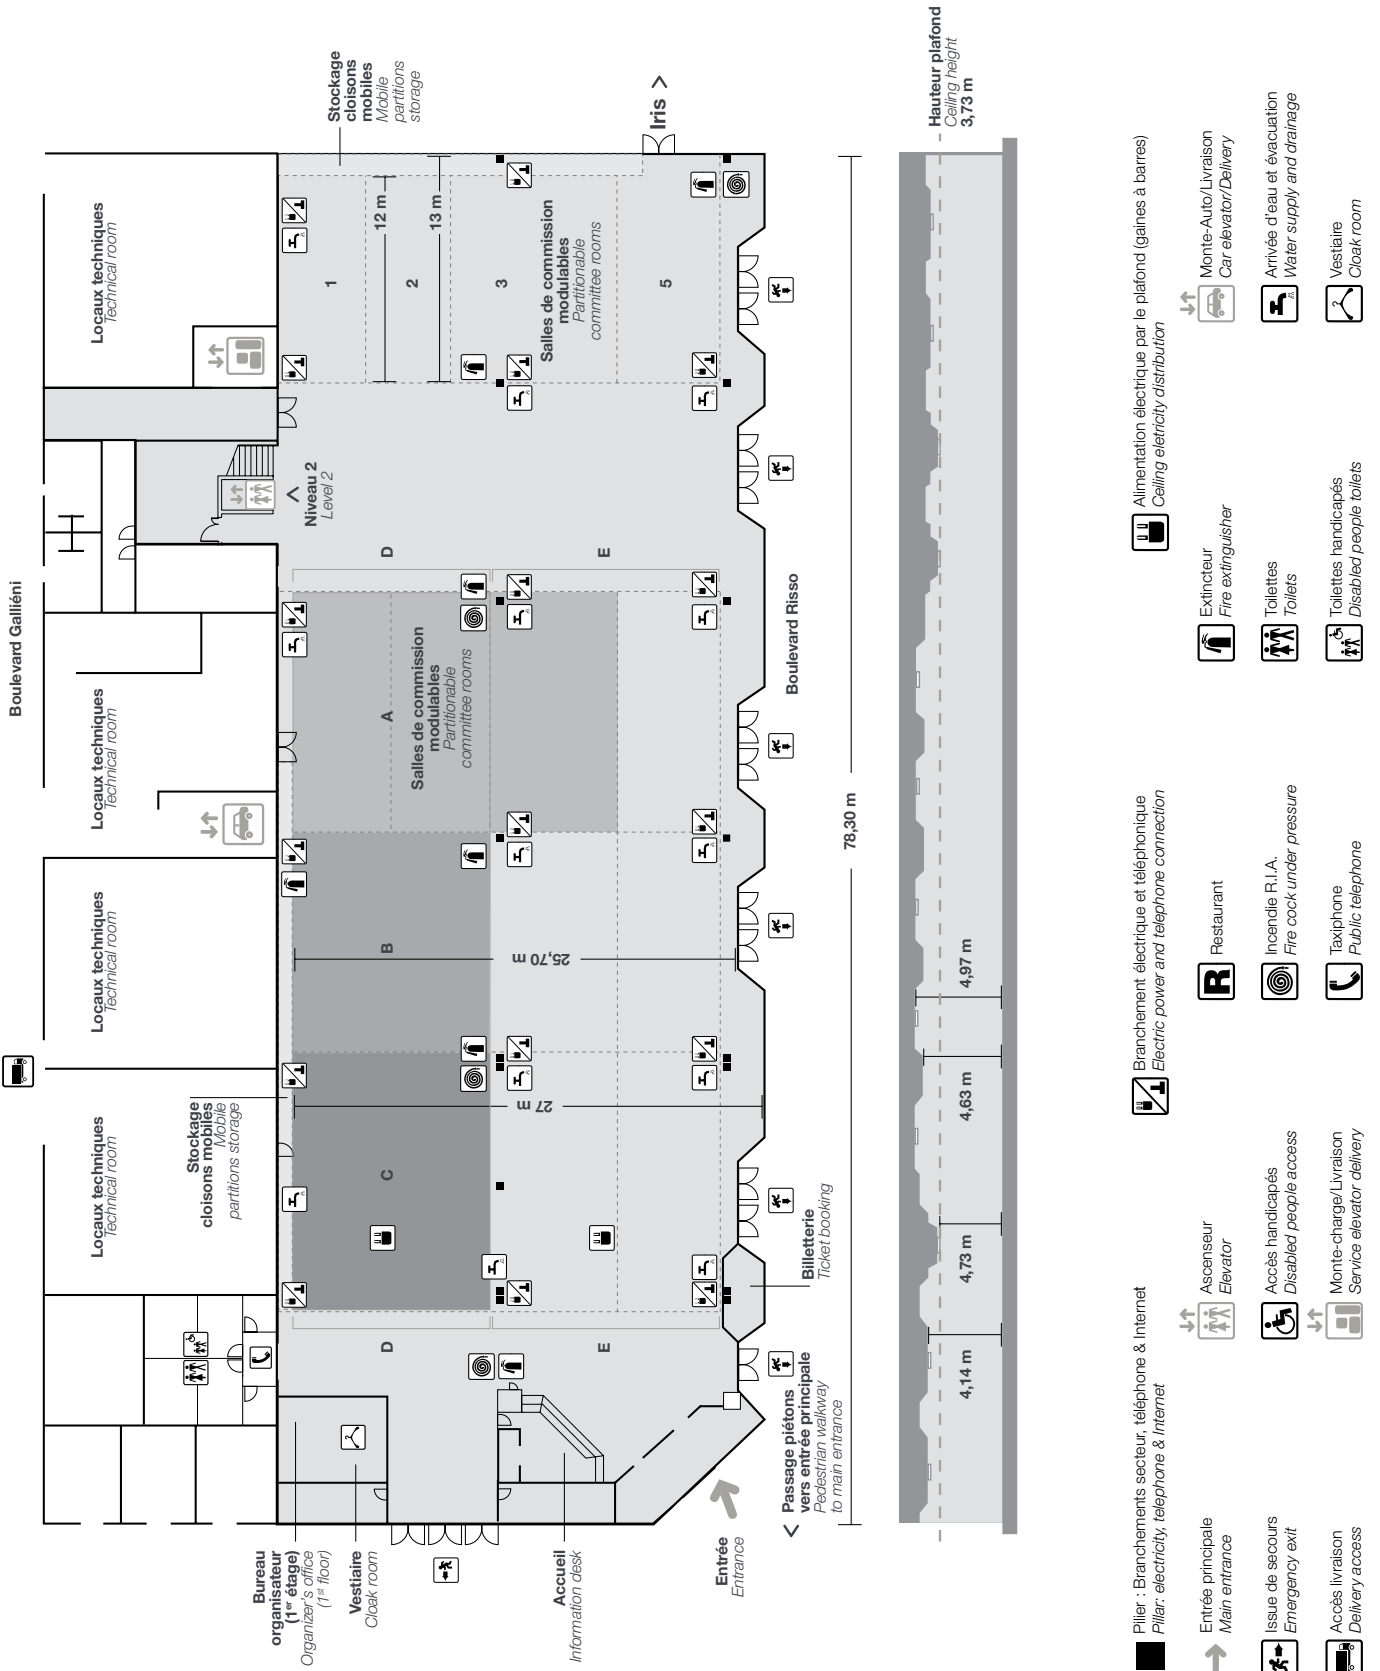 Boulevard Galliéni
Locaux techniques
Technical room
Locaux techniques
Technical room
Locaux techniques
Technical room
Locaux techniques
Technical room
Stockage
cloisons mobiles
Mobile
partitions storage
Stockage
cloisons
mobiles
Mobile
partitions
storage
Niveau 2
Level 2
1
12 m
2
13 m
3
Salles de commission
modulables
Partitionable
committee rooms
5
Iris >
D
E
A
Salles de commission
modulables
Partitionable
committee rooms
B
25,70 m
C
27 m
D
E
Bureau
organisateur
(1er étage)
Organizer's office
(1st floor)
Vestiaire
Cloak room
Accueil
Information desk
Entrée
Entrance
< Passage piétons
vers entrée principale
Pedestrian walkway
to main entrance
Billetterie
Ticket booking
Boulevard Risso
78,30 m
Hauteur plafond
Ceiling height
3,73 m
4,14 m
4,73 m
4,63 m
4,97 m
Pilier : Branchements secteur, téléphone & Internet
Pillar: electricity, telephone & Internet
Branchement électrique et téléphonique
Electric power and telephone connection
Alimentation électrique par le plafond (gaines à barres)
Ceiling eletricity distribution
Entrée principale
Main entrance
Ascenseur
Elevator
R
Restaurant
Extincteur
Fire extinguisher
Monte-Auto/Livraison
Car elevator/Delivery
Issue de secours
Emergency exit
Accès handicapés
Disabled people access
Incendie R.I.A.
Fire cock under pressure
Toilettes
Toilets
Arrivée d'eau et évacuation
Water supply and drainage
Accès livraison
Delivery access
Monte-charge/Livraison
Service elevator delivery
Taxiphone
Public telephone
Toilettes handicapés
Disabled people toilets
Vestiaire
Cloak room